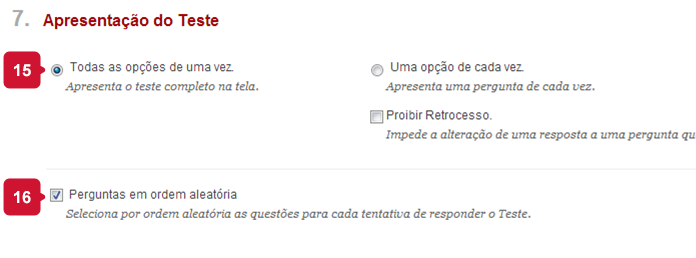 7. Apresentação do Teste
15
Todas as opções de uma vez.
Apresenta o teste completo na tela.
Uma opção de cada vez.
Apresenta uma pergunta de cada vez.
Proibir Retrocesso.
Impede a alteração de uma resposta a uma pergunta qu
16
Perguntas em ordem aleatória
Seleciona por ordem aleatória as questões para cada tentativa de responder o Teste.